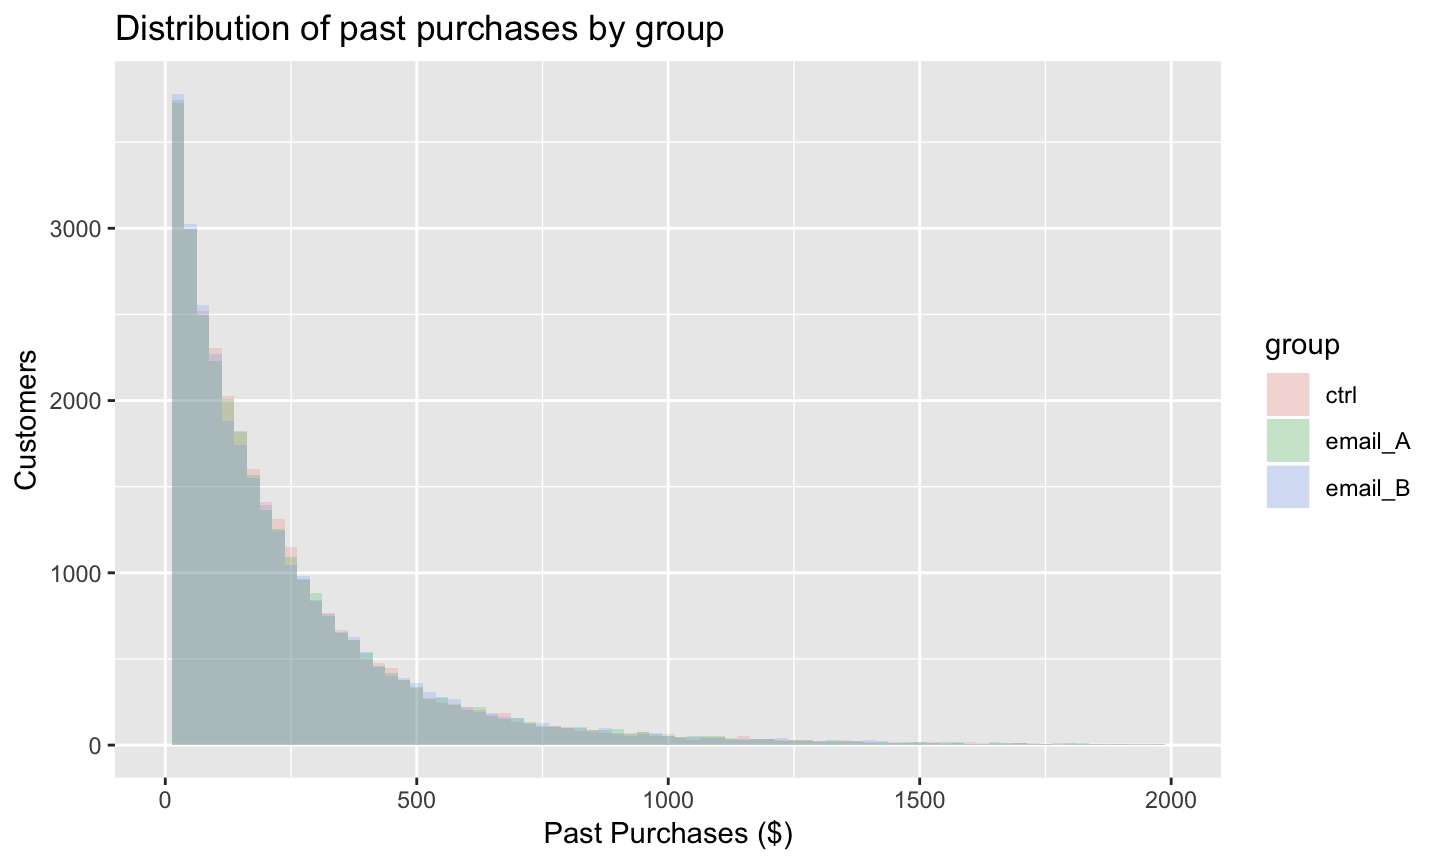 Distribution of past purchases by group
Customers
3000
2000
1000
0
0 500 1000 1500 2000
Past Purchases ($)
group
ctrl
email_A
email_B